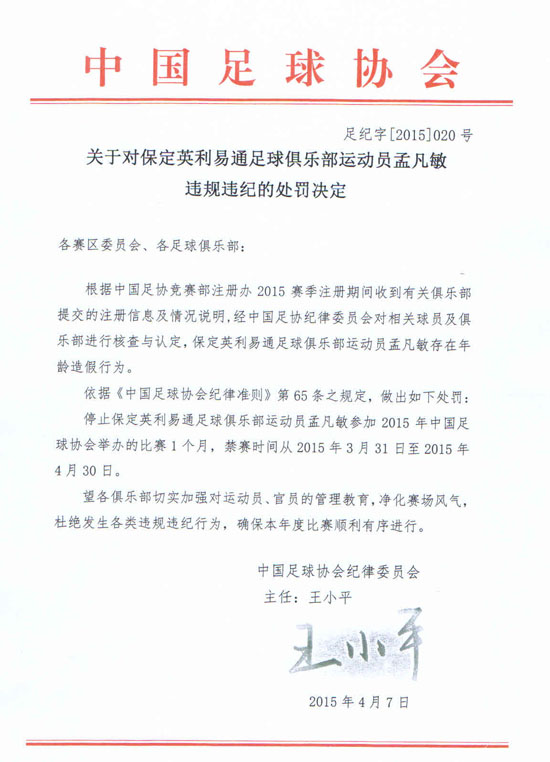 中国足球协会
足纪字[2015]020 号
关于对保定英利易通足球俱乐部运动员孟凡敏
违规违纪的处罚决定
各赛区委员会、各足球俱乐部：
根据中国足协竞赛部注册办 2015 赛季注册期间收到有关俱乐部
提交的注册信息及情况说明,经中国足协纪律委员会对相关球员及俱
乐部进行核查与认定,保定英利易通足球俱乐部运动员孟凡敏存在年
龄造假行为。
依据《中国足球协会纪律准则》第 65 条之规定，做出如下处罚：
停止保定英利易通足球俱乐部运动员孟凡敏参加 2015 年中国足
球协会举办的比赛 1 个月，禁赛时间从 2015 年 3 月 31 日至 2015 年
4 月 30 日。
望各俱乐部切实加强对运动员、官员的管理教育,净化赛场风气，
杜绝发生各类违规违纪行为，确保本年度比赛顺利有序进行。
中国足球协会纪律委员会
主任：王小平
王小平
2015 年 4 月 7 日